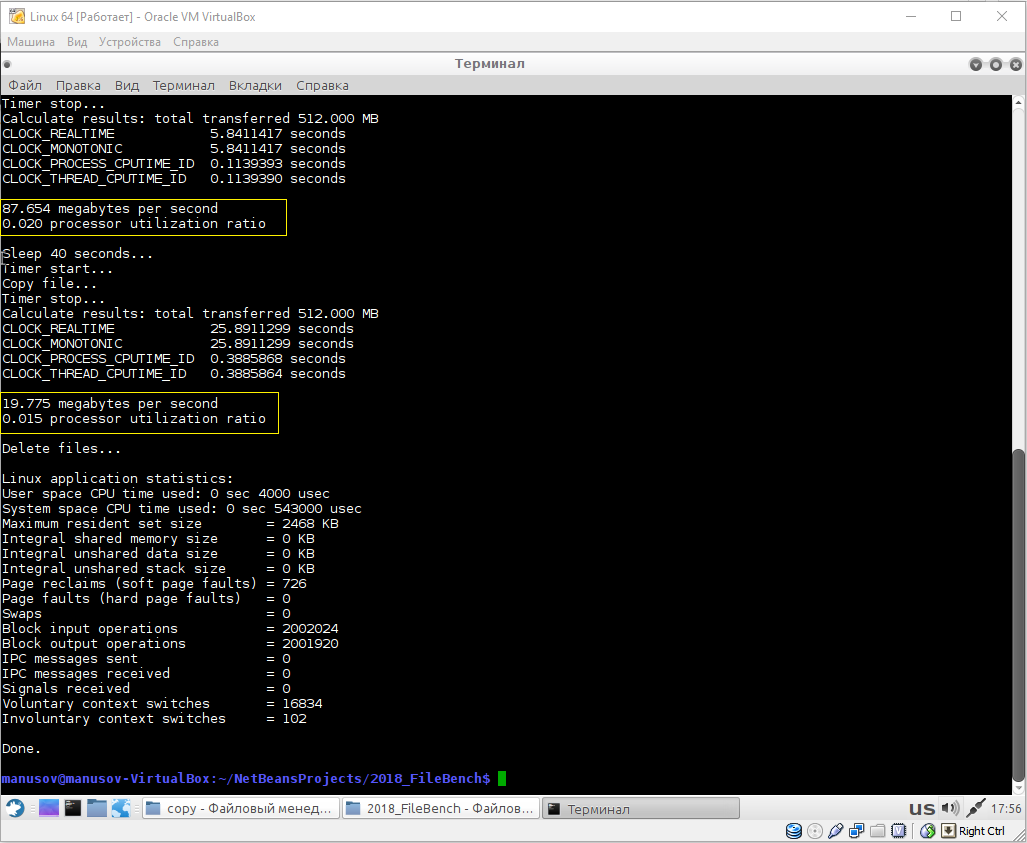 Linux 64 [Работает] - Oracle VM VirtualBox
Машина Вид Устройства Справка
Терминал
Файл Правка Вид Терминал Вкладки Справка
Timer stop...
Calculate results: total transferred 512.000 MB
CLOCK_REALTIME 5.8411417 seconds
CLOCK_MONOTONIC 5.8411417 seconds
CLOCK_PROCESS_CPUTIME_ID 0.1139393 seconds
CLOCK_THREAD_CPUTIME_ID 0.1139390 seconds
87.654 megabytes per second
0.020 processor utilization ratio
Sleep 40 seconds...
Timer start...
Copy file...
Timer stop...
Calculate results: total transferred 512.000 MB
CLOCK_REALTIME 25.8911299 seconds
CLOCK_MONOTONIC 25.8911299 seconds
CLOCK_PROCESS_CPUTIME_ID 0.3885868 seconds
CLOCK_THREAD_CPUTIME_ID 0.3885864 seconds
19.775 megabytes per second
0.015 processor utilization ratio
Delete files...
Linux application statistics:
User space CPU time used: 0 sec 4000 usec
System space CPU time used: 0 sec 543000 usec
Maximum resident set size = 2468 KB
Integral shared memory size = 0 KB
Integral unshared data size = 0 KB
Integral unshared stack size = 0 KB
Page reclaims (soft page faults) = 726
Page faults (hard page faults) = 0
Swaps = 0
Block input operations = 2002024
Block output operations = 2001920
IPC messages sent = 0
IPC messages received = 0
Signals received = 0
Voluntary context switches = 16834
Involuntary context switches = 102
Done.
manusov@manusov-VirtualBox:~/NetBeansProjects/2018_FileBench$
copy - Файловый менед... 2018_FileBench - Файлов... Терминал us 17:56
Right Ctrl